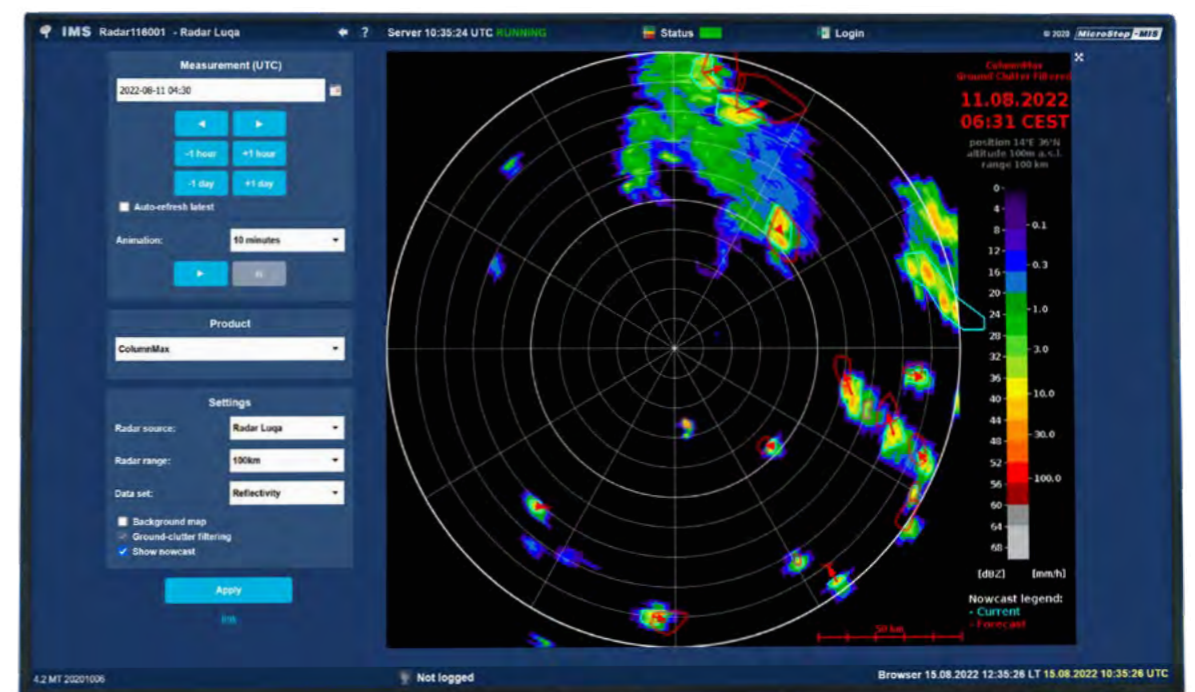 IMS Radar116001 - Radar Luqa
? Server 10:35:24 UTC RUNNING
Status
Login
© 2020 MicroStep-MIS
Measurement (UTC)
2022-08-11 04:30
-1 hour +1 hour
-1 day +1 day
Auto-refresh latest
Animation: 10 minutes
Product
ColumnMax
Settings
Radar source: Radar Luqa
Radar range: 100km
Data set: Reflectivity
Background map
Ground-clutter filtering
Show nowcast
Apply
ColumnMax
Ground Clutter Filtered
11.08.2022
06:31 CEST
position 14°E 36°N
altitude 100m a.s.l.
range 100 km
0
4
8 0.1
12
16 0.3
20
24 1.0
28
32 3.0
36
40 10.0
44
48 30.0
52
56 100.0
60
64
68
[dBZ] [mm/h]
Nowcast legend:
- Current
- Forecast
50 km
4.2 MT 20201006
Not logged
Browser 15.08.2022 12:35:26 LT 15.08.2022 10:35:26 UTC